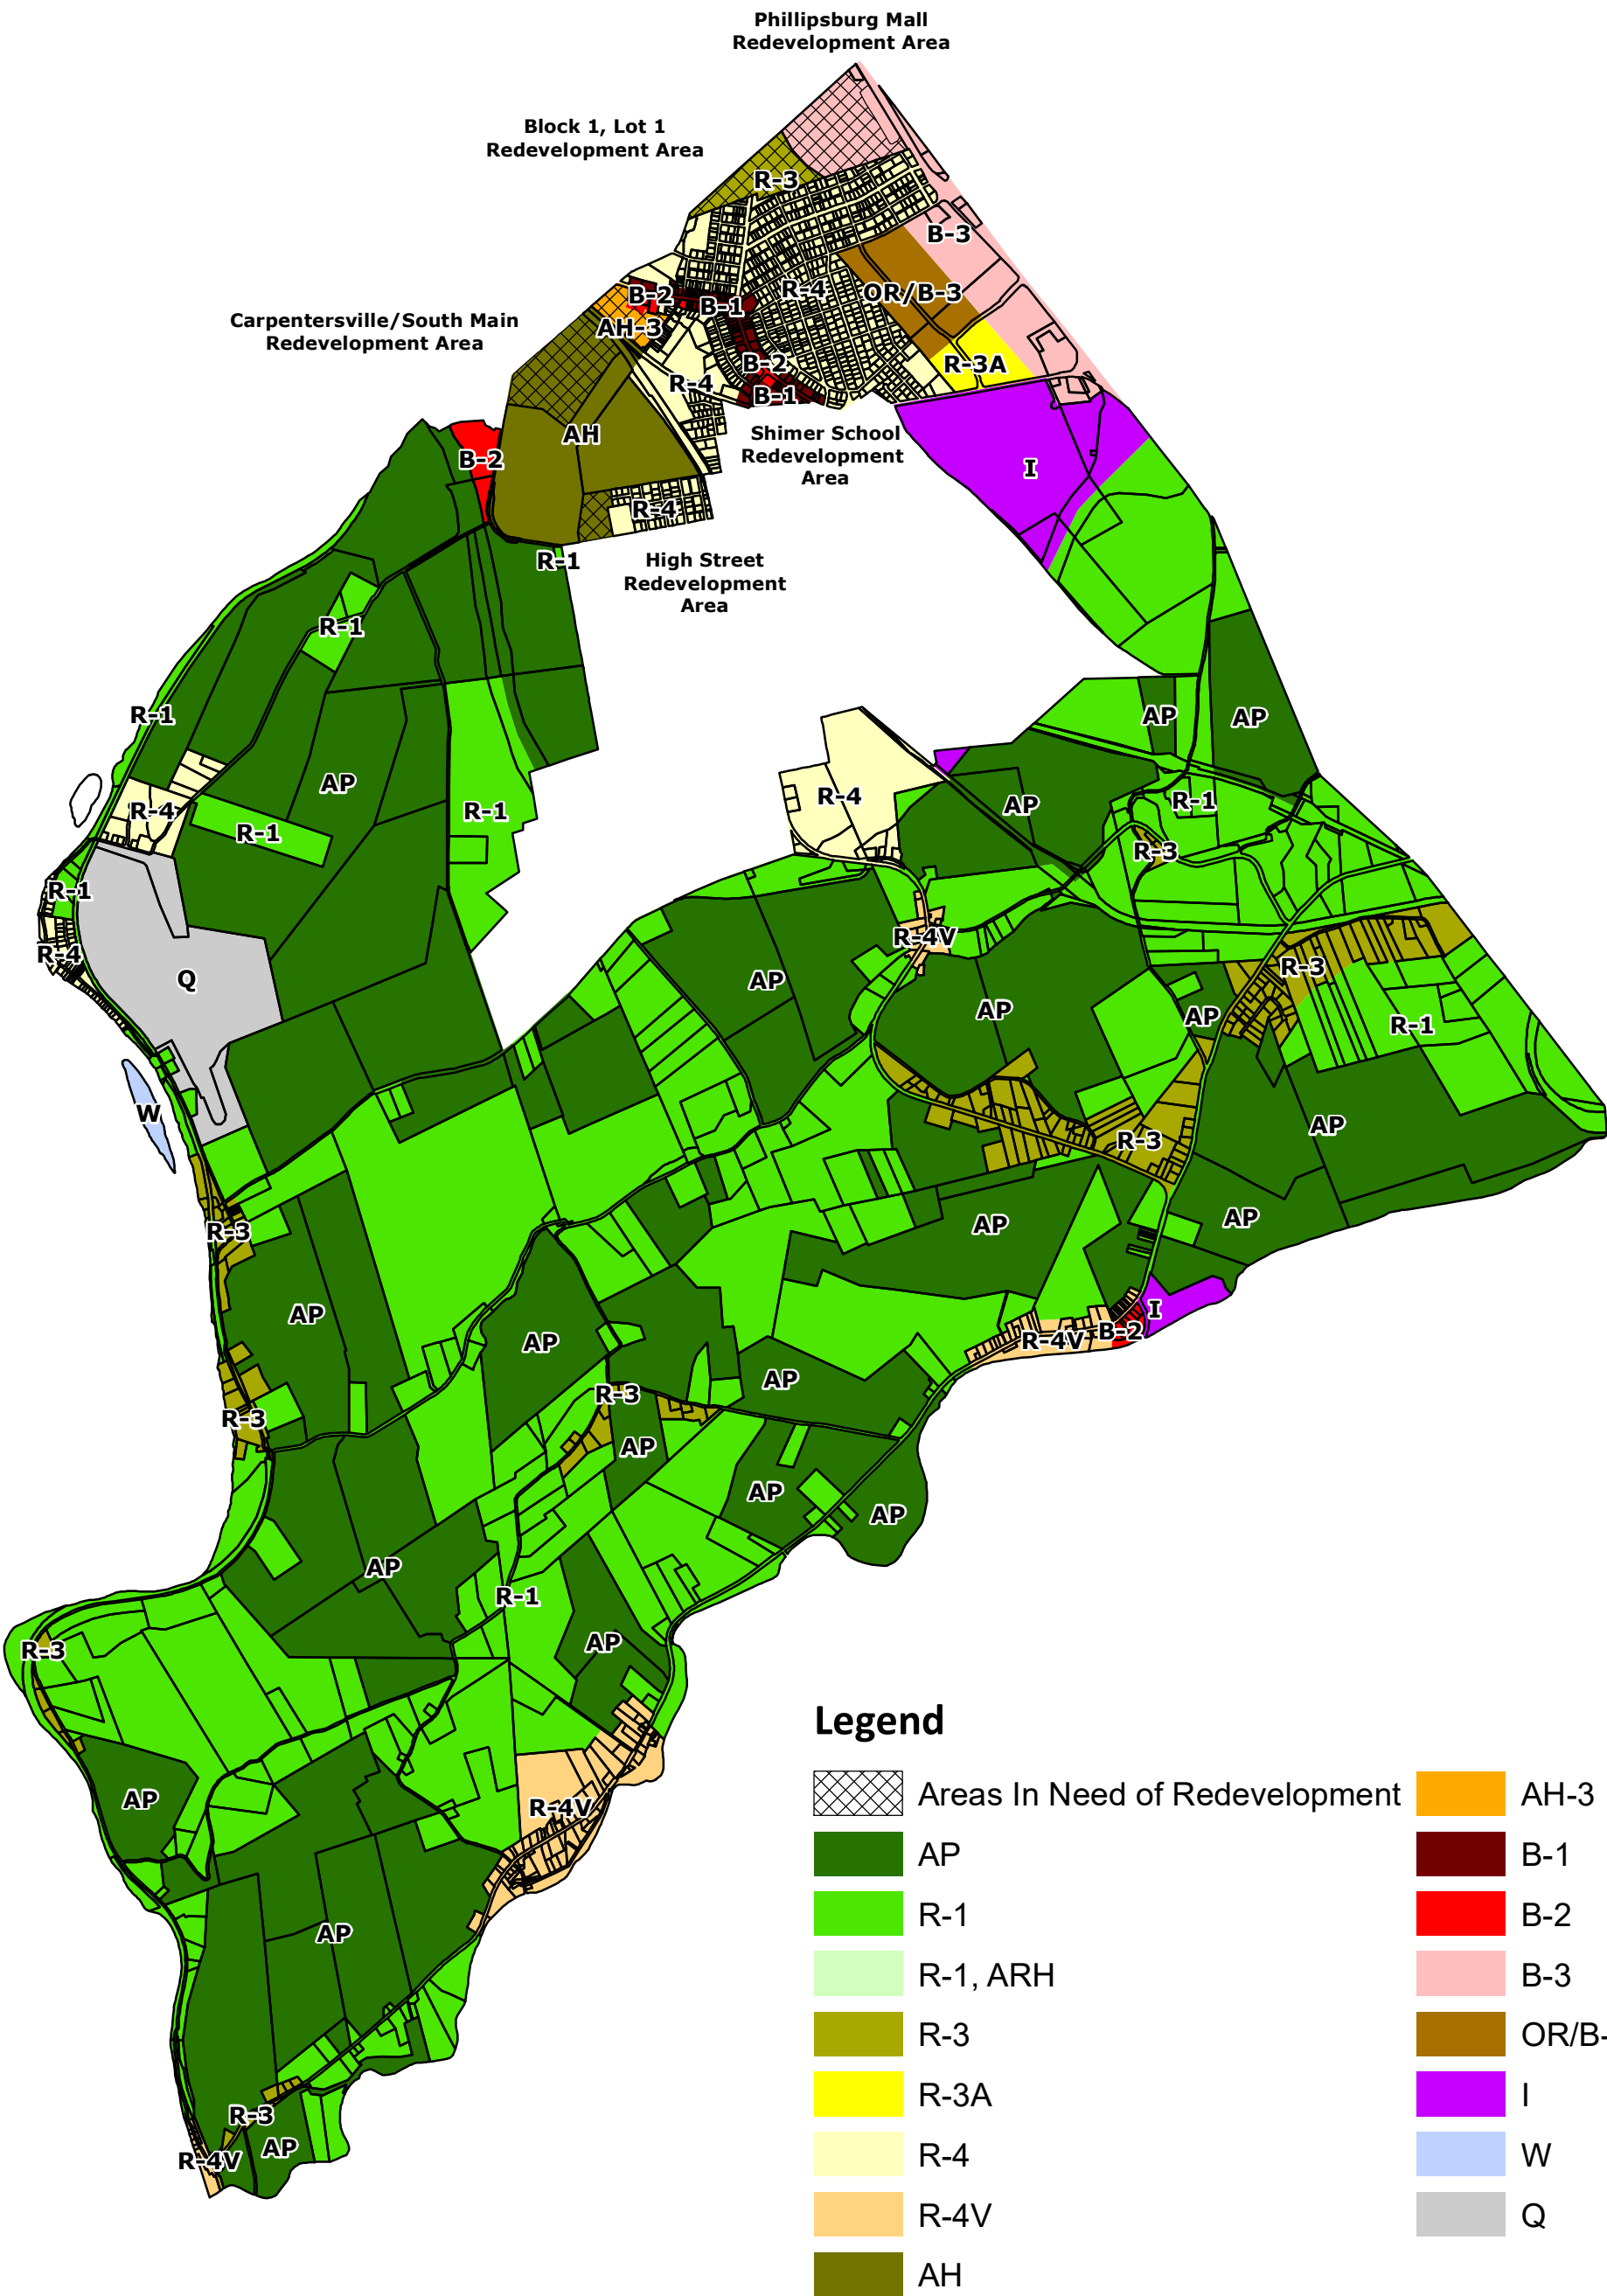 Phillipsburg Mall
Redevelopment Area
Block 1, Lot 1
Redevelopment Area
R-3
B-3
Carpentersville/South Main
Redevelopment Area
B-2
B-1
R-4
OR/B-3
AH-3
B-2
R-3A
R-4
B-1
AH
Shimer School
Redevelopment
Area
B-2
I
R-4
R-1
High Street
Redevelopment
Area
R-1
R-1
AP
AP
AP
R-4
R-1
R-1
R-4
AP
R-1
R-3
R-1
R-4
Q
R-4V
AP
R-3
AP
AP
R-1
W
R-3
AP
R-3
AP
AP
AP
I
B-2
R-4V
AP
AP
R-3
R-3
AP
AP
AP
AP
R-1
AP
R-3
AP
AP
R-4V
AP
R-3
AP
R-4V
Legend
Areas In Need of Redevelopment
AP
R-1
R-1, ARH
R-3
R-3A
R-4
R-4V
AH
AH-3
B-1
B-2
B-3
OR/B-
I
W
Q